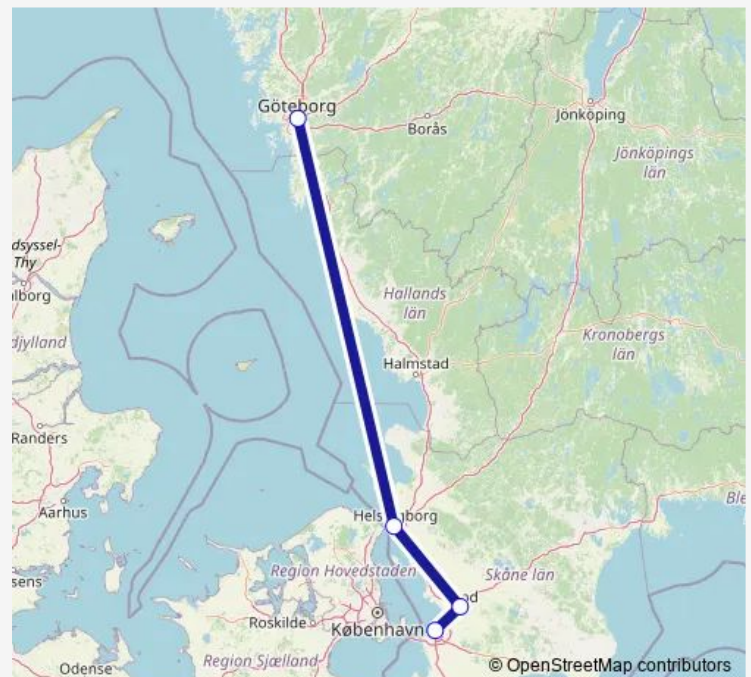 Göteborg
Borås
Jönköping
Jönköpings
län
dsyssel-
Thy
lborg
Hallands
län
djylland
Kronobergs
län
Halmstad
Randers
Hels
borg
Ble
Aarhus
Region Hovedstaden
Skåne län
sens
Roskilde
København
Region Sjælland
Odense
© OpenStreetMap contributors